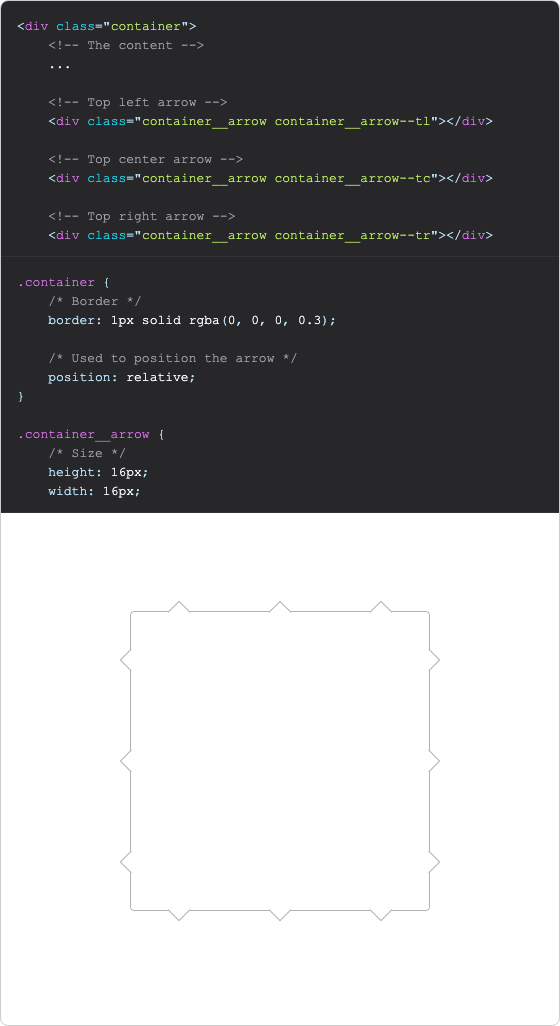 <div class="container">
    <!-- The content -->
    ...

    <!-- Top left arrow -->
    <div class="container__arrow container__arrow--tl"></div>

    <!-- Top center arrow -->
    <div class="container__arrow container__arrow--tc"></div>

    <!-- Top right arrow -->
    <div class="container__arrow container__arrow--tr"></div>

.container {
    /* Border */
    border: 1px solid rgba(0, 0, 0, 0.3);

    /* Used to position the arrow */
    position: relative;
}

.container__arrow {
    /* Size */
    height: 16px;
    width: 16px;